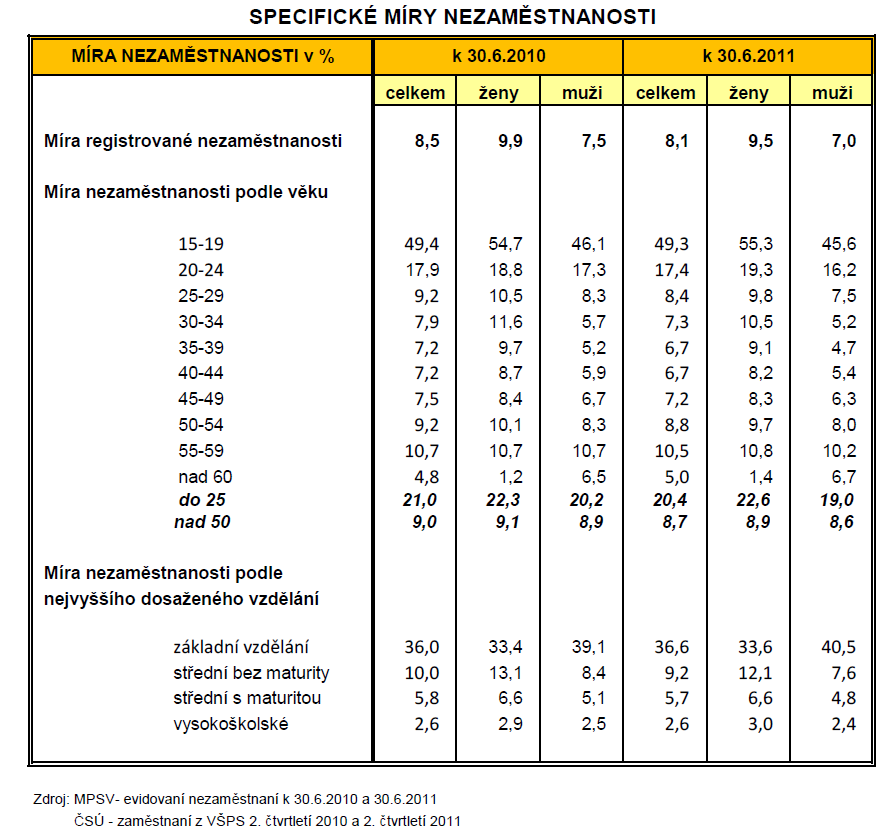 SPECIFICKÉ MÍRY NEZAMĚSTNANOSTI
MÍRA NEZAMĚSTNANOSTI v % k 30.6.2010 k 30.6.2011
celkem ženy muži celkem ženy muži
Míra registrované nezaměstnanosti 8,5 9,9 7,5 8,1 9,5 7,0
Míra nezaměstnanosti podle věku
15-19 49,4 54,7 46,1 49,3 55,3 45,6
20-24 17,9 18,8 17,3 17,4 19,3 16,2
25-29 9,2 10,5 8,3 8,4 9,8 7,5
30-34 7,9 11,6 5,7 7,3 10,5 5,2
35-39 7,2 9,7 5,2 6,7 9,1 4,7
40-44 7,2 8,7 5,9 6,7 8,2 5,4
45-49 7,5 8,4 6,7 7,2 8,3 6,3
50-54 9,2 10,1 8,3 8,8 9,7 8,0
55-59 10,7 10,7 10,7 10,5 10,8 10,2
nad 60 4,8 1,2 6,5 5,0 1,4 6,7
do 25 21,0 22,3 20,2 20,4 22,6 19,0
nad 50 9,0 9,1 8,9 8,7 8,9 8,6
Míra nezaměstnanosti podle
nejvyššího dosaženého vzdělání
základní vzdělání 36,0 33,4 39,1 36,6 33,6 40,5
střední bez maturity 10,0 13,1 8,4 9,2 12,1 7,6
střední s maturitou 5,8 6,6 5,1 5,7 6,6 4,8
vysokoškolské 2,6 2,9 2,5 2,6 3,0 2,4
Zdroj: MPSV- evidovaní nezaměstnaní k 30.6.2010 a 30.6.2011
ČSÚ - zaměstnaní z VŠPS 2. čtvrtletí 2010 a 2. čtvrtletí 2011